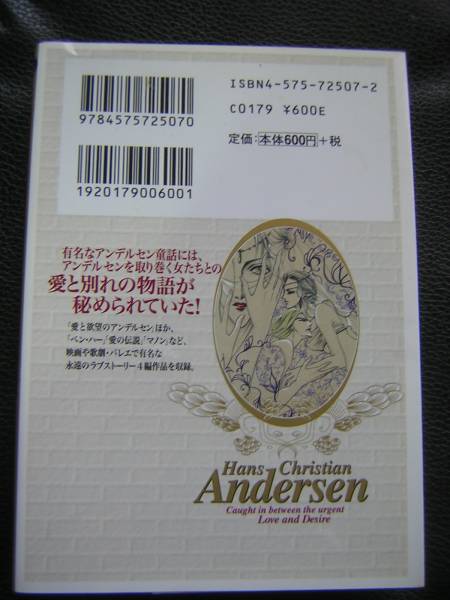 ISBN4-575-72507-2
9784575725070
C0179 ¥600E
定価：本体600円+税
1920179006001
有名なアンデルセン童話には、
アンデルセンを取り巻く女たちとの
愛と別れの物語が
秘められていた！
「愛と欲望のアンデルセン」ほか、
「ベン・ハー」「愛の伝説」「マノン」など、
映画や歌劇・バレエで有名な
永遠のラブストーリー4編作品を収録。
Hans Christian
Andersen
Caught in between the urgent
Love and Desire